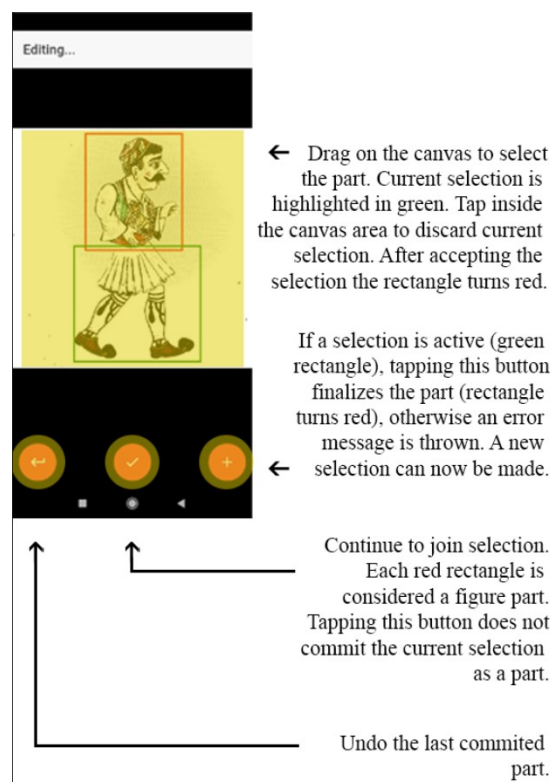 Editing...
← Drag on the canvas to select
the part. Current selection is
highlighted in green. Tap inside
the canvas area to discard current
selection. After accepting the
selection the rectangle turns red.
If a selection is active (green
rectangle), tapping this button
finalizes the part (rectangle
turns red), otherwise an error
message is thrown. A new
← selection can now be made.
Continue to join selection.
Each red rectangle is
considered a figure part.
Tapping this button does not
commit the current selection
as a part.
Undo the last commited
part.